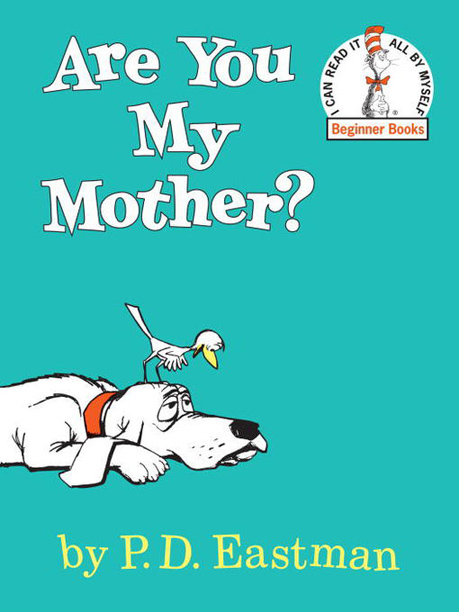 Are You
My
Mother?
I CAN READ IT ALL BY MYSELF
®
Beginner Books
by P.D. Eastman